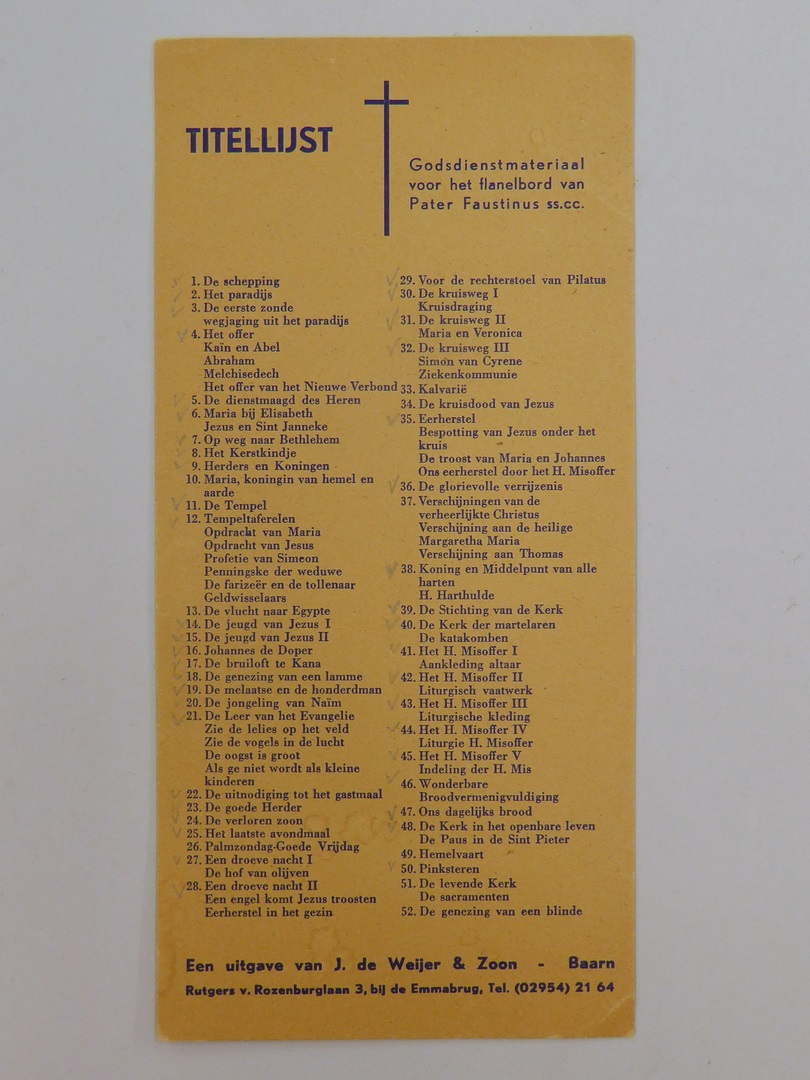 TITELLIJST
Godsdienstmateriaal
voor het flanelbord van
Pater Faustinus ss.cc.
1. De schepping
2. Het paradijs
3. De eerste zonde
wegjaging uit het paradijs
4. Het offer
Kaïn en Abel
Abraham
Melchisedech
Het offer van het Nieuwe Verbond
5. De dienstmaagd des Heren
6. Maria bij Elisabeth
Jezus en Sint Janneke
7. Op weg naar Bethlehem
8. Het Kerstkindje
9. Herders en Koningen
10. Maria, koningin van hemel en
aarde
11. De Tempel
12. Tempeltaferelen
Opdracht van Maria
Opdracht van Jesus
Profetie van Simeon
Penningske der weduwe
De farizeër en de tollenaar
Geldwisselaars
13. De vlucht naar Egypte
14. De jeugd van Jezus I
15. De jeugd van Jezus II
16. Johannes de Doper
17. De bruiloft te Kana
18. De genezing van een lamme
19. De melaatse en de honderdman
20. De jongeling van Naïm
21. De Leer van het Evangelie
Zie de lelies op het veld
Zie de vogels in de lucht
De oogst is groot
Als ge niet wordt als kleine
kinderen
22. De uitnodiging tot het gastmaal
23. De goede Herder
24. De verloren zoon
25. Het laatste avondmaal
26. Palmzondag-Goede Vrijdag
27. Een droeve nacht I
De hof van olijven
28. Een droeve nacht II
Een engel komt Jezus troosten
Eerherstel in het gezin
29. Voor de rechterstoel van Pilatus
30. De kruisweg I
Kruisdraging
31. De kruisweg II
Maria en Veronica
32. De kruisweg III
Simon van Cyrene
Ziekenkommunie
33. Kalvarië
34. De kruisdood van Jezus
35. Eerherstel
Bespotting van Jezus onder het
kruis
De troost van Maria en Johannes
Ons eerherstel door het H. Misoffer
36. De glorievolle verrijzenis
37. Verschijningen van de
verheerlijkte Christus
Verschijning aan de heilige
Margaretha Maria
Verschijning aan Thomas
38. Koning en Middelpunt van alle
harten
H. Harthulde
39. De Stichting van de Kerk
40. De Kerk der martelaren
De katakomben
41. Het H. Misoffer I
Aankleding altaar
42. Het H. Misoffer II
Liturgisch vaatwerk
43. Het H. Misoffer III
Liturgische kleding
44. Het H. Misoffer IV
Liturgie H. Misoffer
45. Het H. Misoffer V
Indeling der H. Mis
46. Wonderbare
Broodvermenigvuldiging
47. Ons dagelijks brood
48. De Kerk in het openbare leven
De Paus in de Sint Pieter
49. Hemelvaart
50. Pinksteren
51. De levende Kerk
De sacramenten
52. De genezing van een blinde
Een uitgave van J. de Weijer & Zoon - Baarn
Rutgers v. Rozenburglaan 3, bij de Emmabrug, Tel. (02954) 21 64